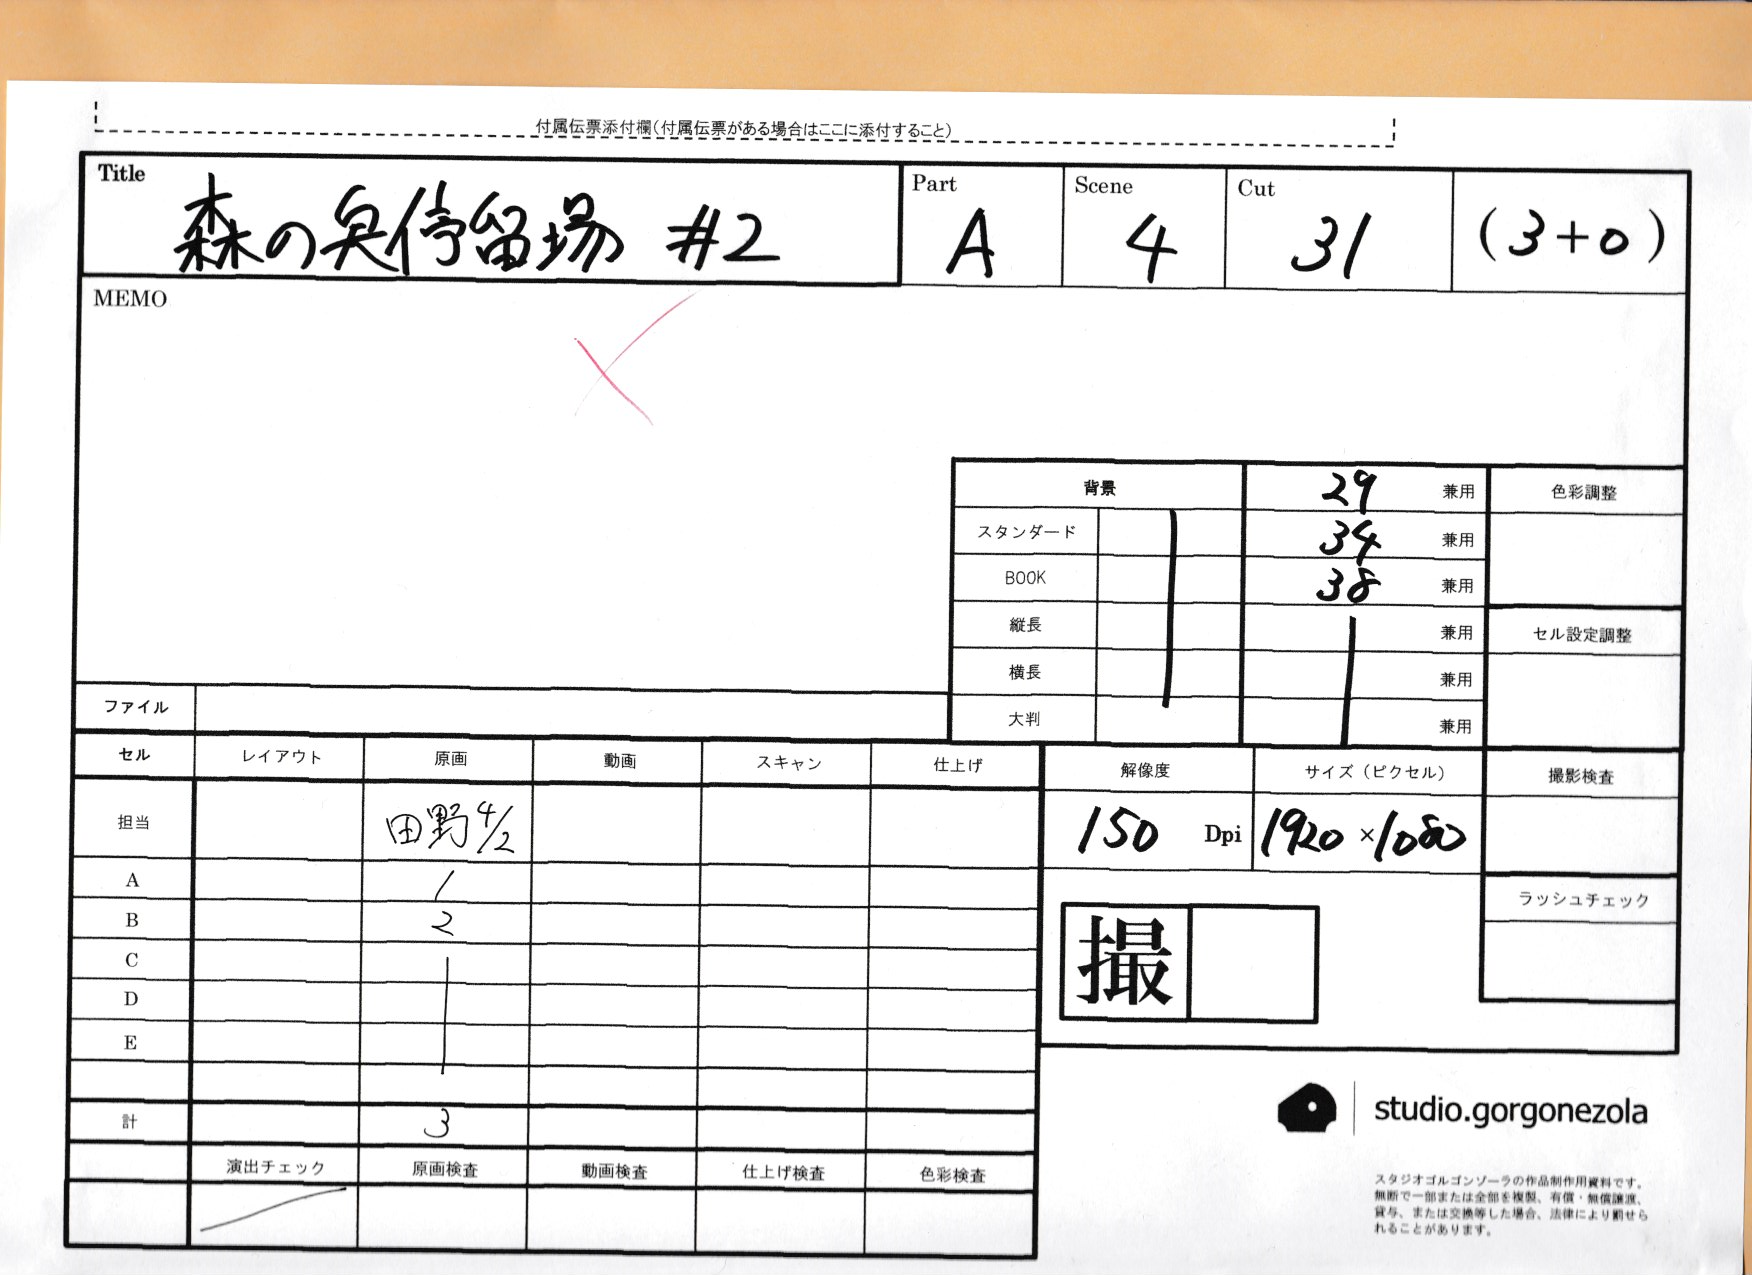 付属伝票添付欄(付属伝票がある場合はここに添付すること)
Title
森の奥停留場 #2
Part
A
Scene
4
Cut
31
(3+0)
MEMO
背景
29 兼用
色彩調整
スタンダード
34 兼用
BOOK
38 兼用
縦長
兼用
セル設定調整
横長
兼用
大判
兼用
ファイル
セル レイアウト 原画 動画 スキャン 仕上げ
解像度 サイズ(ピクセル) 撮影検査
担当 田野 4/2
150 Dpi 1920×1080
A 1
B 2
C
D
E
計 3
ラッシュチェック
撮
演出チェック 原画検査 動画検査 仕上げ検査 色彩検査
studio.gorgonezola
スタジオゴルゴンゾーラの作品制作用資料です。
無断で一部または全部を複製、有償・無償譲渡、
貸与、または交換等した場合、法律により罰せら
れることがあります。